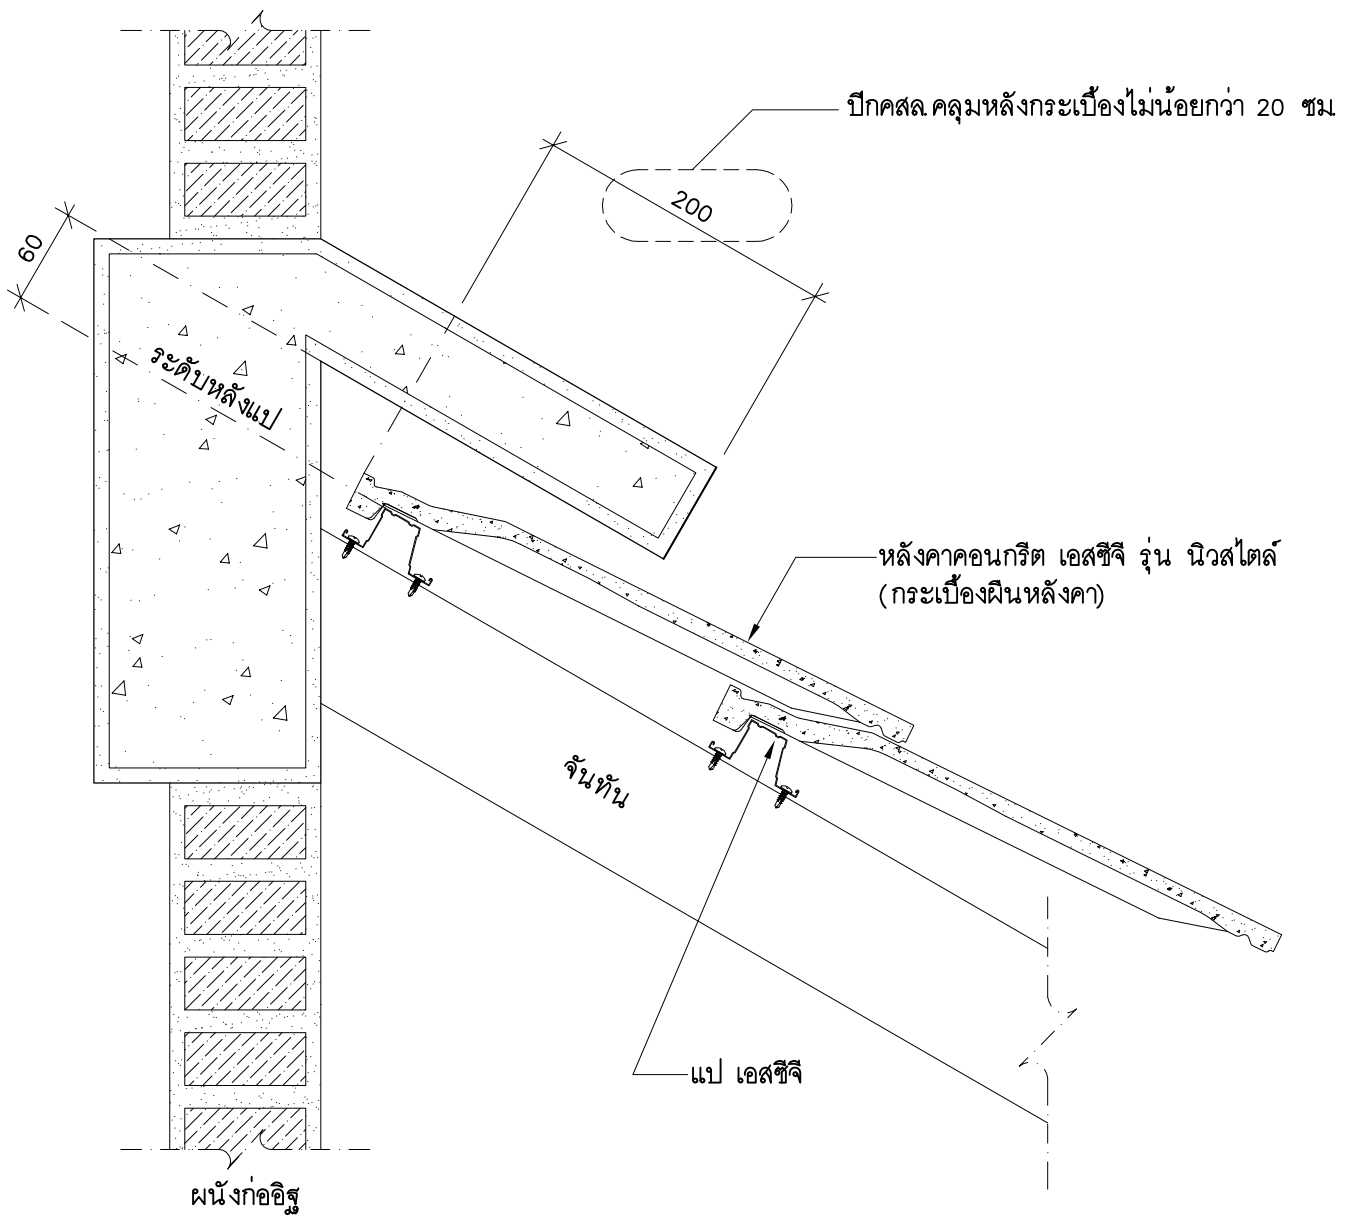 ปีกคสล.คลุมหลังกระเบื้องไม่น้อยกว่า 20 ซม.
200
60
ระดับหลังแป
หลังคาคอนกรีต เอสซีจี รุ่น นิวสไตล์
(กระเบื้องผืนหลังคา)
จันทัน
แป เอสซีจี
ผนังก่ออิฐ